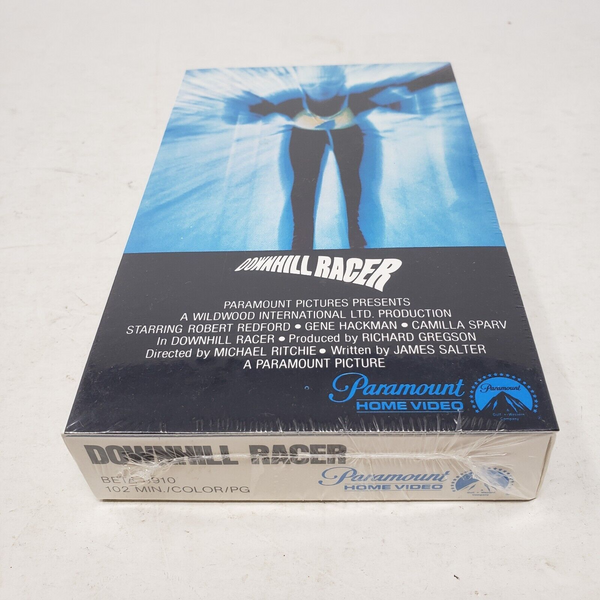 DOWNHILL RACER
PARAMOUNT PICTURES PRESENTS
A WILDWOOD INTERNATIONAL LTD. PRODUCTION
STARRING ROBERT REDFORD • GENE HACKMAN • CAMILLA SPARV
In DOWNHILL RACER • Produced by RICHARD GREGSON
Directed by MICHAEL RITCHIE • Written by JAMES SALTER
A PARAMOUNT PICTURE
Paramount
HOME VIDEO
Paramount
DOWNHILL RACER
102 MIN./COLOR/PG
Paramount
HOME VIDEO